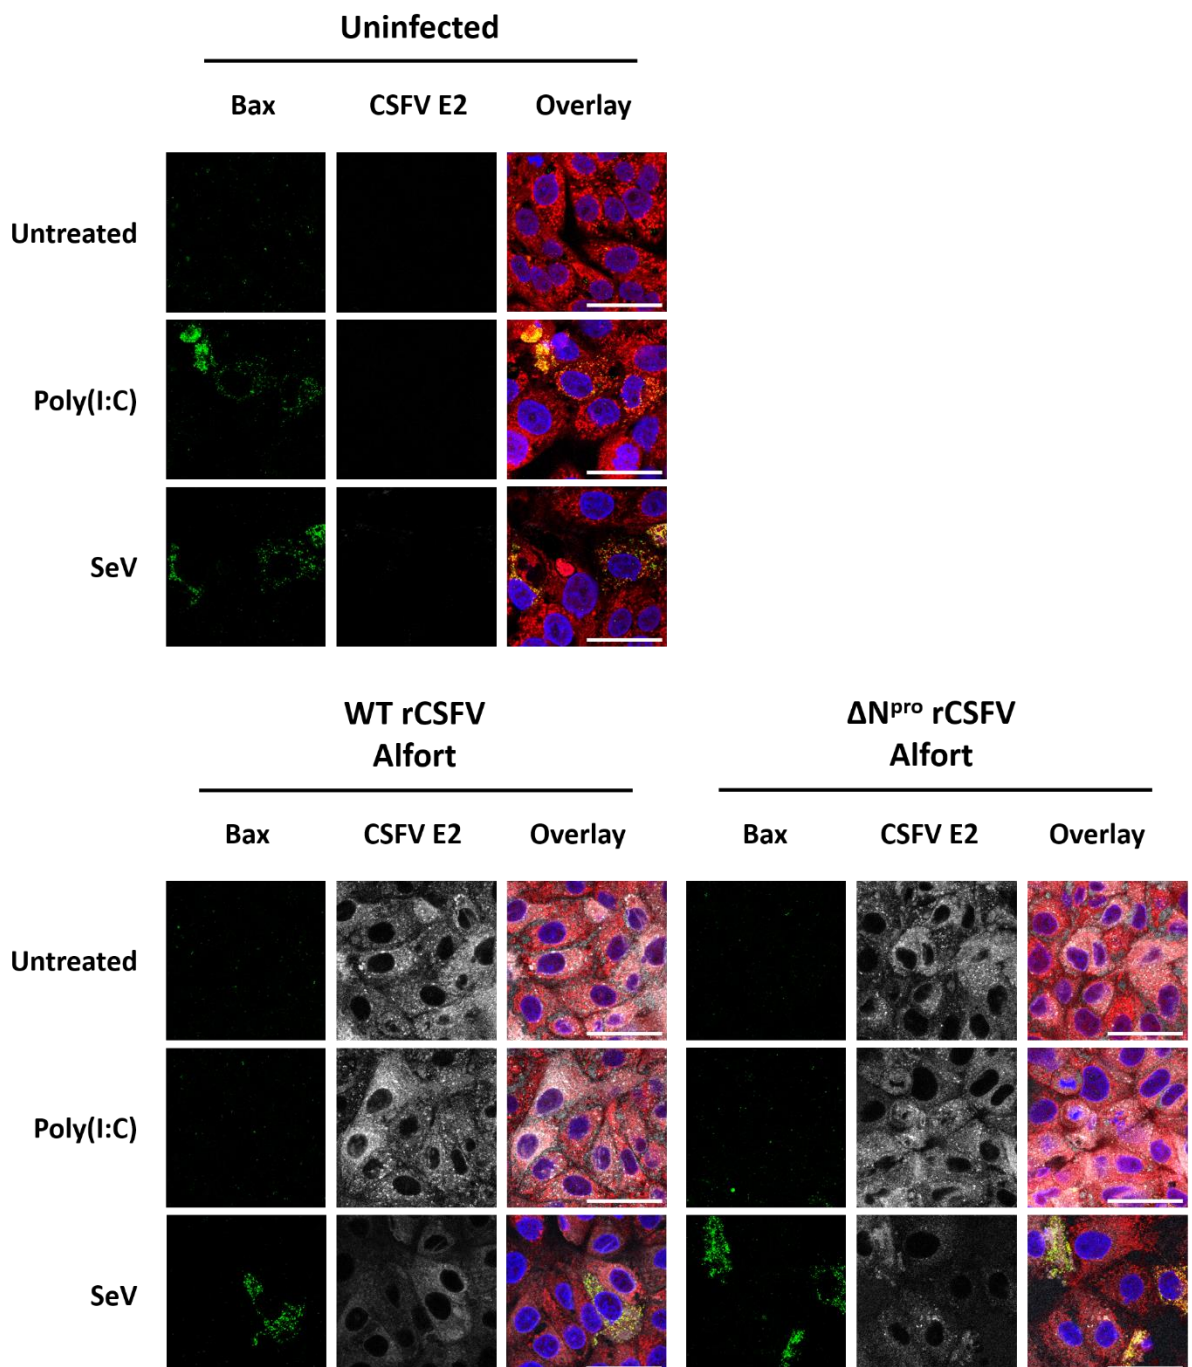 Uninfected
Bax CSFV E2 Overlay
Untreated
Poly(I:C)
SeV
WT rCSFV
Alfort
ΔNᵖʳᵒ rCSFV
Alfort
Bax CSFV E2 Overlay Bax CSFV E2 Overlay
Untreated
Poly(I:C)
SeV